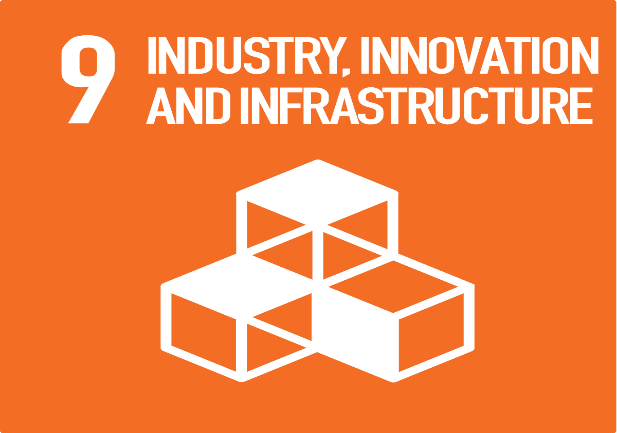 9 INDUSTRY, INNOVATION
AND INFRASTRUCTURE